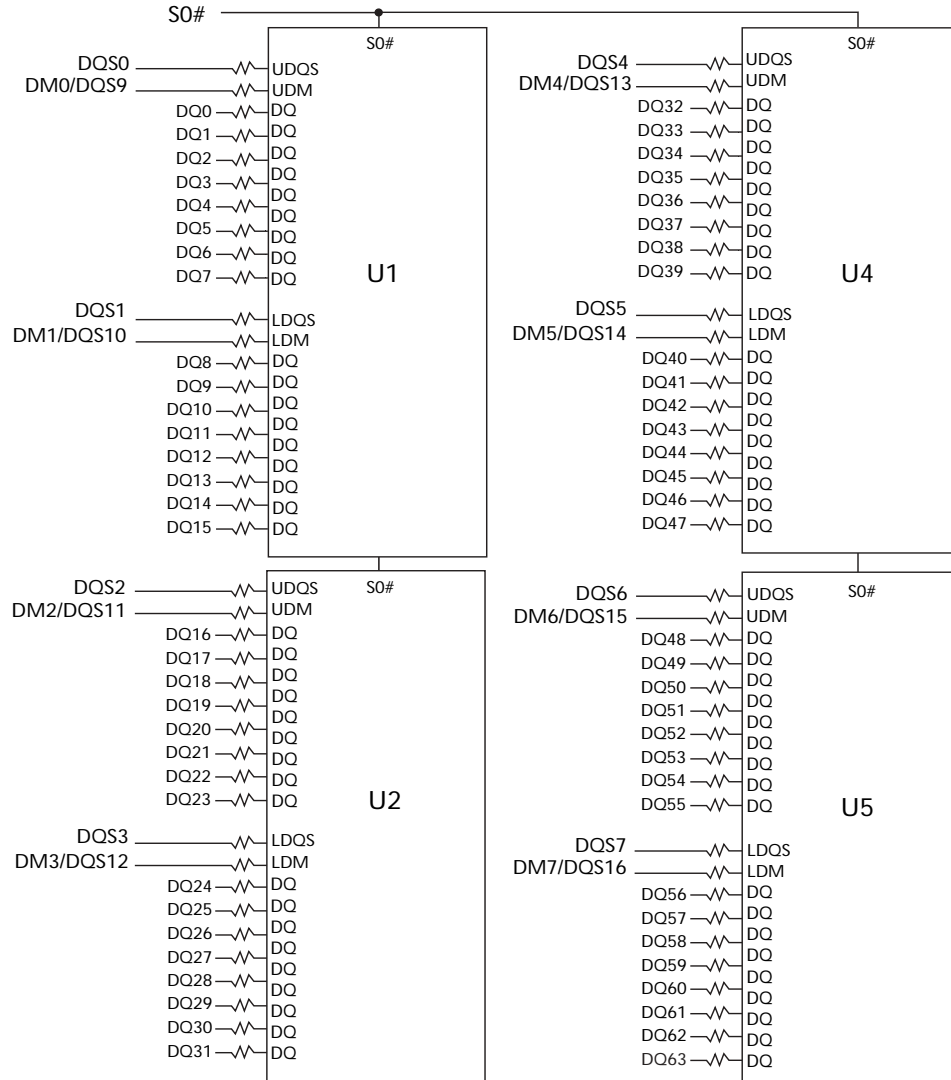 S0#
S0#
DQS0
UDQS
DM0/DQS9
UDM
DQ0
DQ
DQ1
DQ
DQ2
DQ
DQ3
DQ
DQ4
DQ
DQ5
DQ
DQ6
DQ
DQ7
DQ
DQ
U1
DQS1
LDQS
DM1/DQS10
LDM
DQ8
DQ
DQ9
DQ
DQ10
DQ
DQ11
DQ
DQ12
DQ
DQ13
DQ
DQ14
DQ
DQ15
DQ
DQ
S0#
DQS2
UDQS
DM2/DQS11
UDM
DQ16
DQ
DQ17
DQ
DQ18
DQ
DQ19
DQ
DQ20
DQ
DQ21
DQ
DQ22
DQ
DQ23
DQ
DQ
U2
DQS3
LDQS
DM3/DQS12
LDM
DQ24
DQ
DQ25
DQ
DQ26
DQ
DQ27
DQ
DQ28
DQ
DQ29
DQ
DQ30
DQ
DQ31
DQ
DQ
S0#
DQS4
UDQS
DM4/DQS13
UDM
DQ32
DQ
DQ33
DQ
DQ34
DQ
DQ35
DQ
DQ36
DQ
DQ37
DQ
DQ38
DQ
DQ39
DQ
DQ
U4
DQS5
LDQS
DM5/DQS14
LDM
DQ40
DQ
DQ41
DQ
DQ42
DQ
DQ43
DQ
DQ44
DQ
DQ45
DQ
DQ46
DQ
DQ47
DQ
DQ
S0#
DQS6
UDQS
DM6/DQS15
UDM
DQ48
DQ
DQ49
DQ
DQ50
DQ
DQ51
DQ
DQ52
DQ
DQ53
DQ
DQ54
DQ
DQ55
DQ
DQ
U5
DQS7
LDQS
DM7/DQS16
LDM
DQ56
DQ
DQ57
DQ
DQ58
DQ
DQ59
DQ
DQ60
DQ
DQ61
DQ
DQ62
DQ
DQ63
DQ
DQ